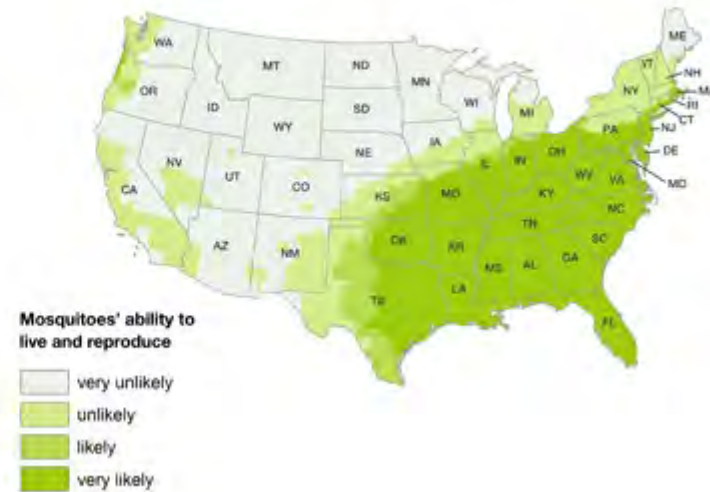 ME
WA
MT
ND
MN
VT
NH
MA
OR
ID
SD
WI
NY
RI
MI
CT
WY
IA
PA
NJ
NE
OH
NV
UT
IL
IN
DE
CO
WV
VA
CA
KS
MO
KY
MD
NC
TN
AZ
NM
OK
AR
SC
MS
AL
GA
TX
LA
FL
Mosquitoes' ability to
live and reproduce
very unlikely
unlikely
likely
very likely